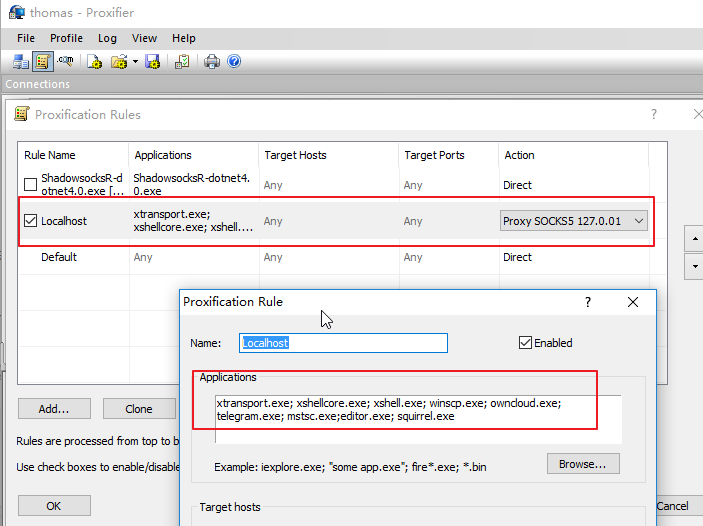 thomas - Proxifier
File Profile Log View Help
.com
Connections
Proxification Rules
Rule Name Applications Target Hosts Target Ports Action
ShadowsocksR-d
otnet4.0.exe [... ShadowsocksR-dotnet4.
0.exe Any Any Direct
Localhost xtransport.exe;
xshellcore.exe; xshell.... Any Any Proxy SOCKS5 127.0.01
Default Any Any Any Direct
Proxification Rule
Name: Localhost Enabled
Applications
xtransport.exe; xshellcore.exe; xshell.exe; winscp.exe; owncloud.exe;
telegram.exe; mstsc.exe;editor.exe; squirrel.exe
Add... Clone
Rules are processed from top to b
Use check boxes to enable/disable
Example: iexplore.exe; "some app.exe"; fire*.exe; *.bin
Browse...
OK
Target hosts
Cancel